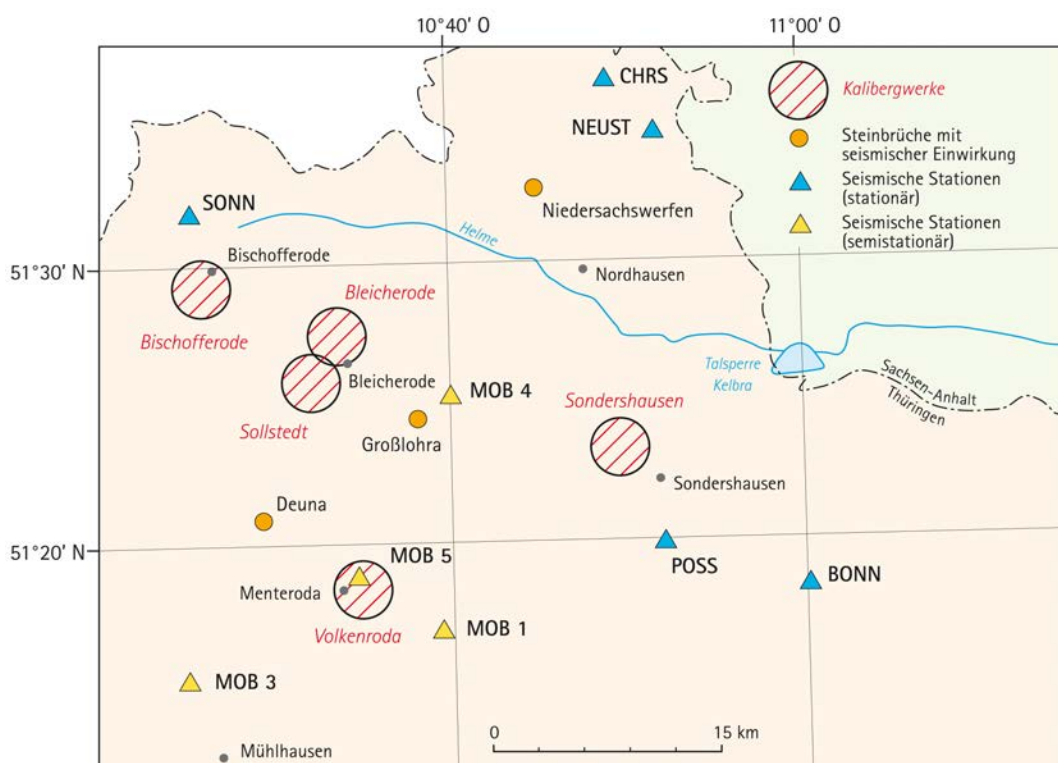 10°40' O
11°00' O
CHRS
Kalibergwerke
NEUST
Steinbrüche mit
seismischer Einwirkung
Seismische Stationen
(stationär)
Seismische Stationen
(semistationär)
SONN
Niedersachswerfen
Helme
Bischofferode
Nordhausen
51°30' N
Bleicherode
Bischofferode
Talsperre
Kelbra
Sachsen-Anhalt
Thüringen
Bleicherode
MOB 4
Sondershausen
Sollstedt
Großlohra
Sondershausen
Deuna
51°20' N
MOB 5
POSS
BONN
Menteroda
Volkenroda
MOB 1
MOB 3
0
15 km
Mühlhausen